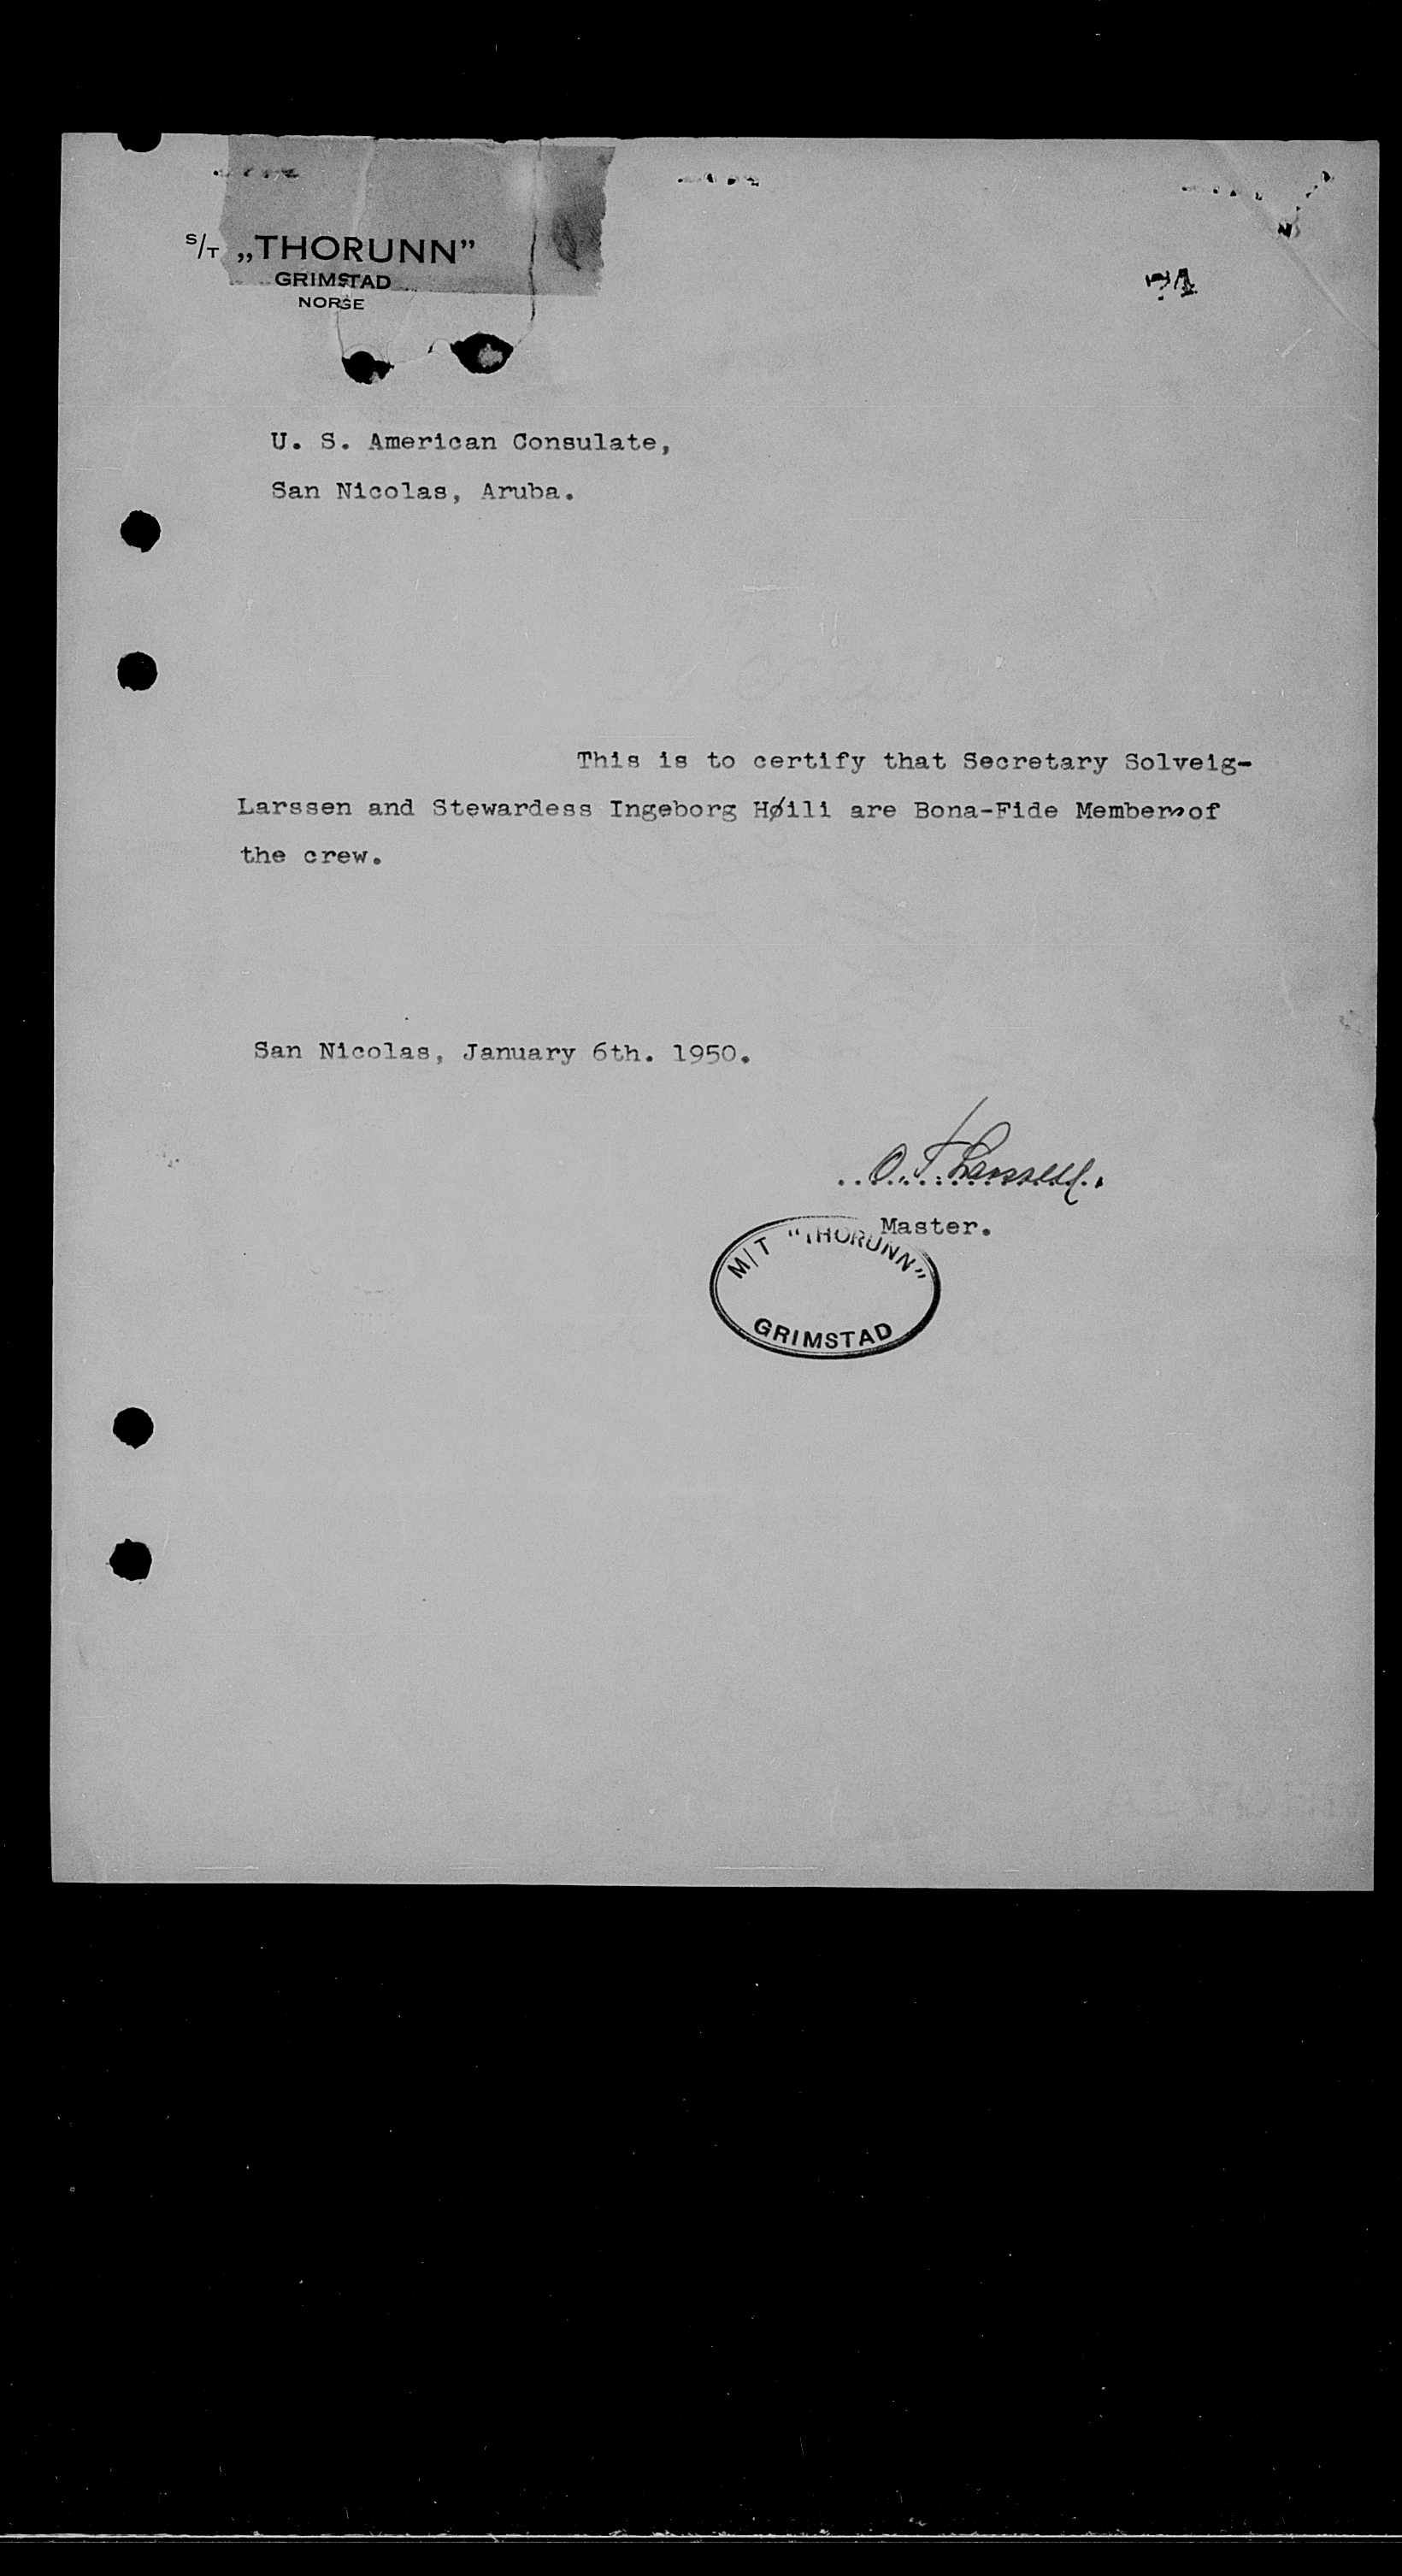 S/T „THORUNN”
GRIMSTAD
NORGE
U. S. American Consulate,
San Nicolas, Aruba.
This is to certify that Secretary Solveig-
Larssen and Stewardess Ingeborg Høili are Bona-Fide Members of
the crew.
San Nicolas, January 6th. 1950.
O. T. Larssen
Master.
M/T "THORUNN"
GRIMSTAD